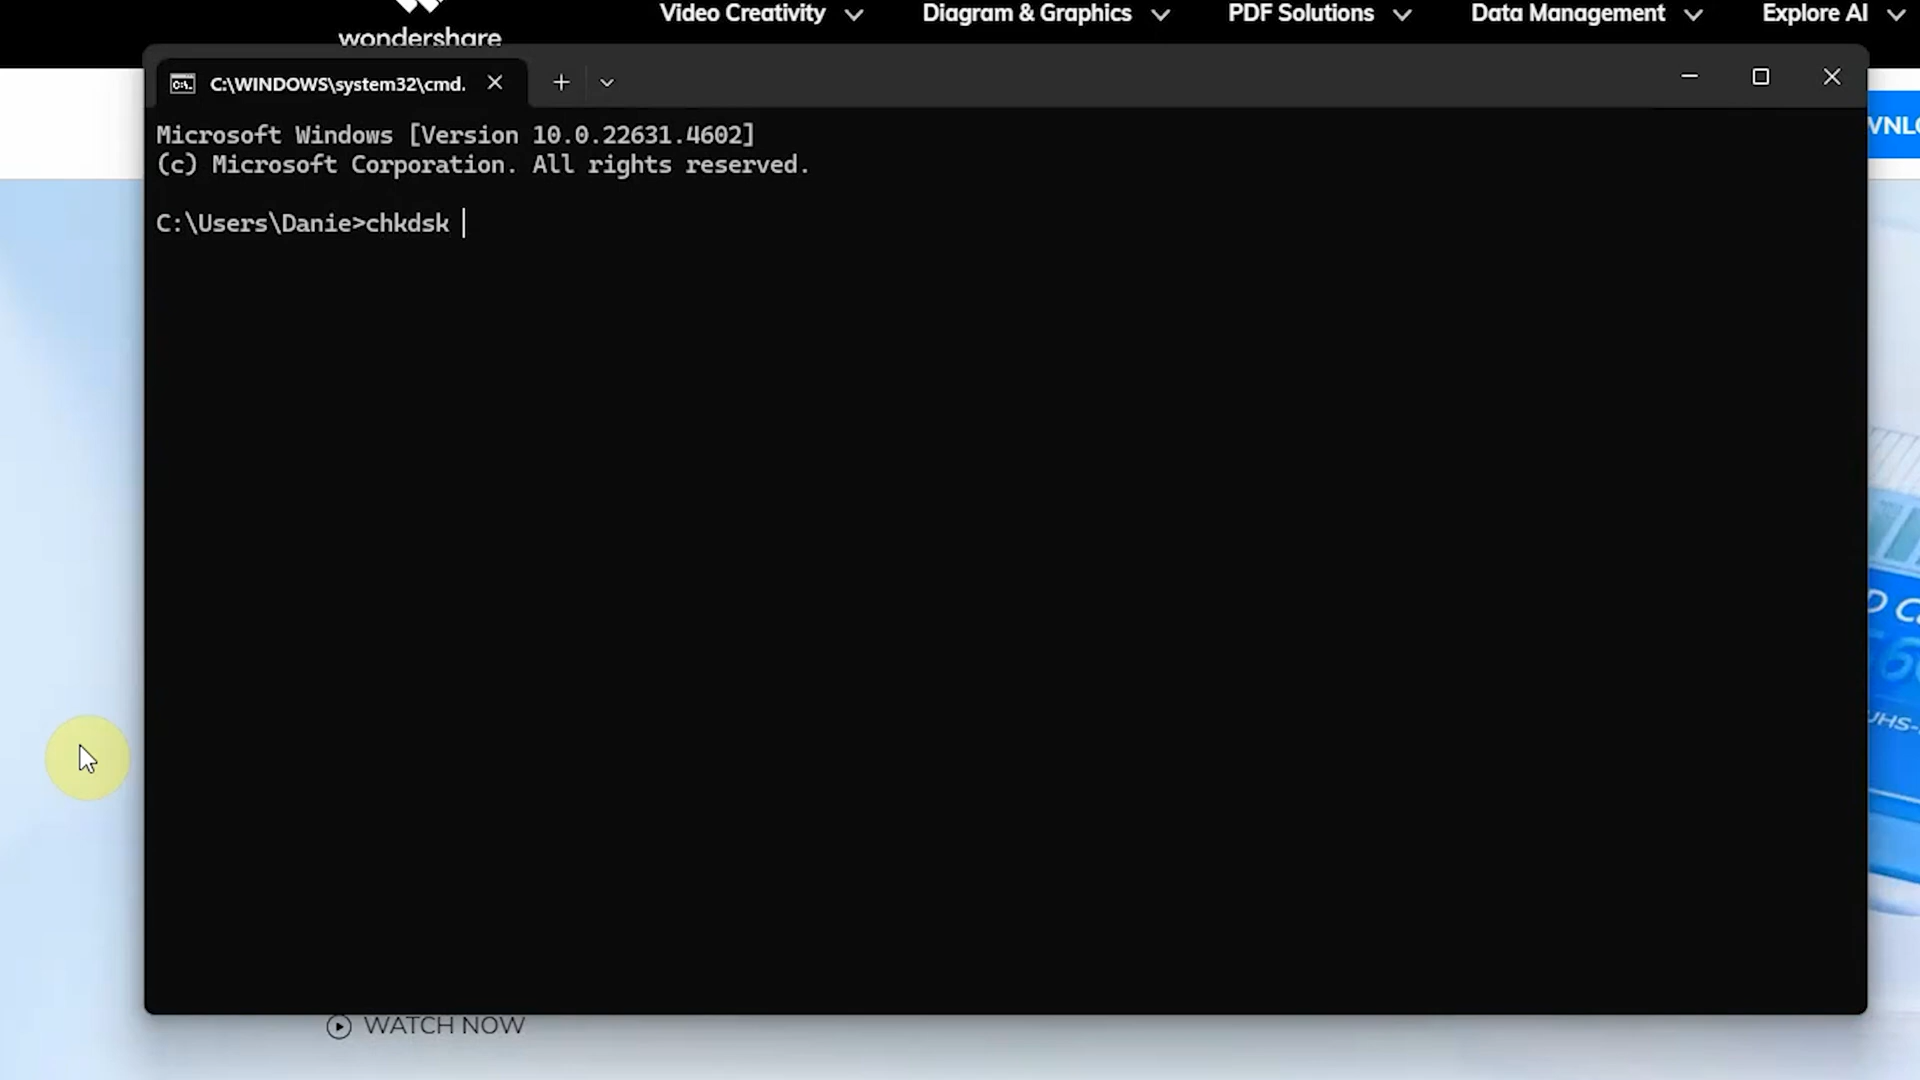 wondershare
Video Creativity
Diagram & Graphics
PDF Solutions
Data Management
Explore AI
C:\WINDOWS\system32\cmd.
Microsoft Windows [Version 10.0.22631.4602]
(c) Microsoft Corporation. All rights reserved.
C:\Users\Danie>chkdsk
WATCH NOW